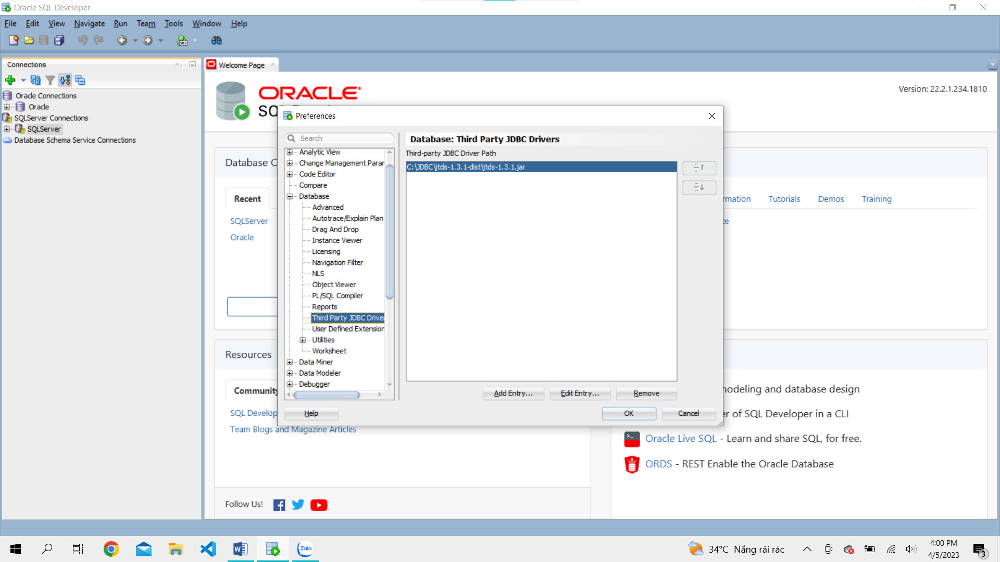 Oracle SQL Developer
File Edit View Navigate Run Team Tools Window Help
Connections
Oracle Connections
Oracle
SQLServer Connections
SQLServer
Database Schema Service Connections
Welcome Page
ORACLE
SQ
Version: 22.2.1.234.1810
Database C
Recent
SQLServer
Oracle
rmation Tutorials Demos Training
ce
Preferences
Search
Analytic View
Change Management Param
Code Editor
Compare
Database
Advanced
Autotrace/Explain Plan
Drag And Drop
Instance Viewer
Licensing
Navigation Filter
NLS
Object Viewer
PL/SQL Compiler
Reports
Third Party JDBC Driver
User Defined Extension
Utilities
Worksheet
Data Miner
Data Modeler
Debugger
Database: Third Party JDBC Drivers
Third-party JDBC Driver Path
C:\JDBC\jtds-1.3.1-dist\jtds-1.3.1.jar
Add Entry... Edit Entry... Remove
Help OK Cancel
Resources
Community
SQL Develop
Team Blogs and Magazine Articles
Follow Us!
modeling and database design
er of SQL Developer in a CLI
Oracle Live SQL - Learn and share SQL, for free.
ORDS - REST Enable the Oracle Database
Zalo
34°C Nắng rải rác
4:00 PM
4/5/2023
3